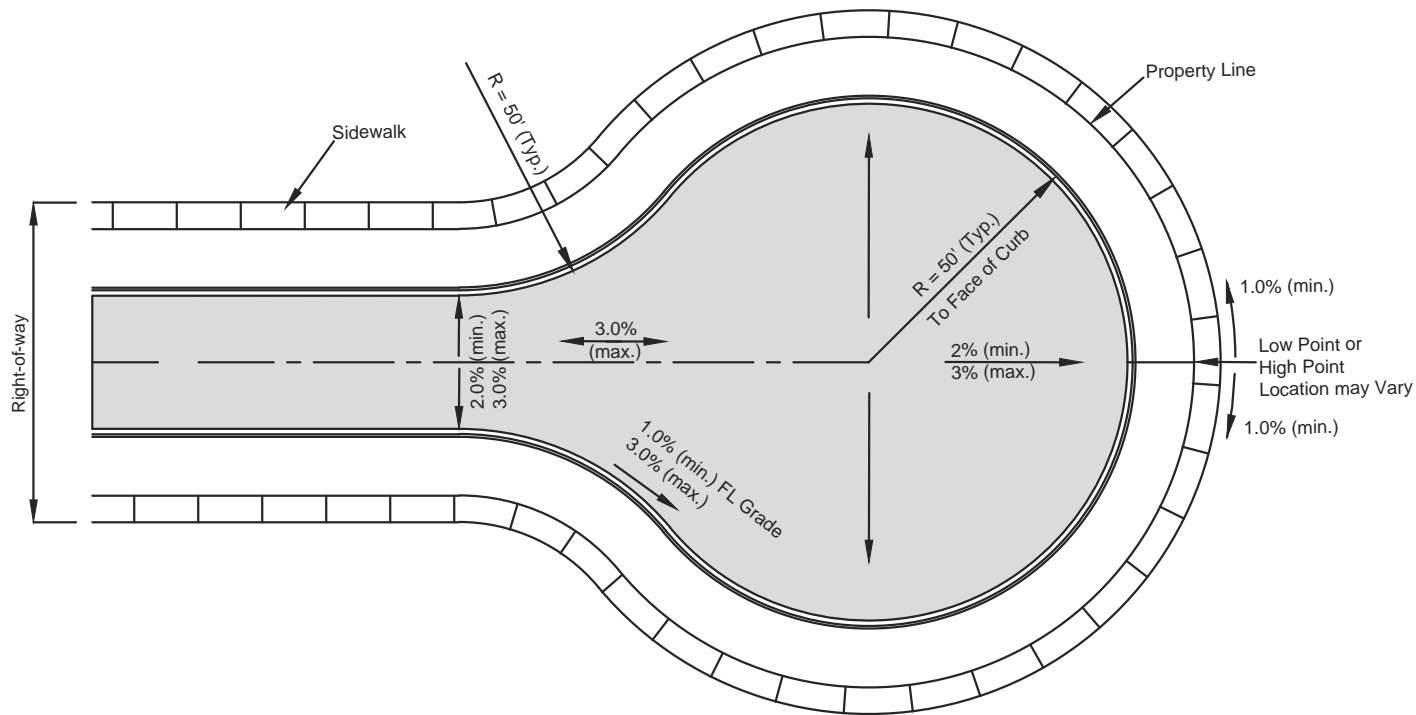 Property Line
R = 50' (Typ.)
Sidewalk
R = 50' (Typ.)
To Face of Curb
1.0% (min.)
Right-of-way
2.0% (min.)
3.0% (max.)
3.0%
(max.)
2% (min.)
3% (max.)
Low Point or
High Point
Location may Vary
1.0% (min.)
1.0% (min.) FL Grade
3.0% (max.)